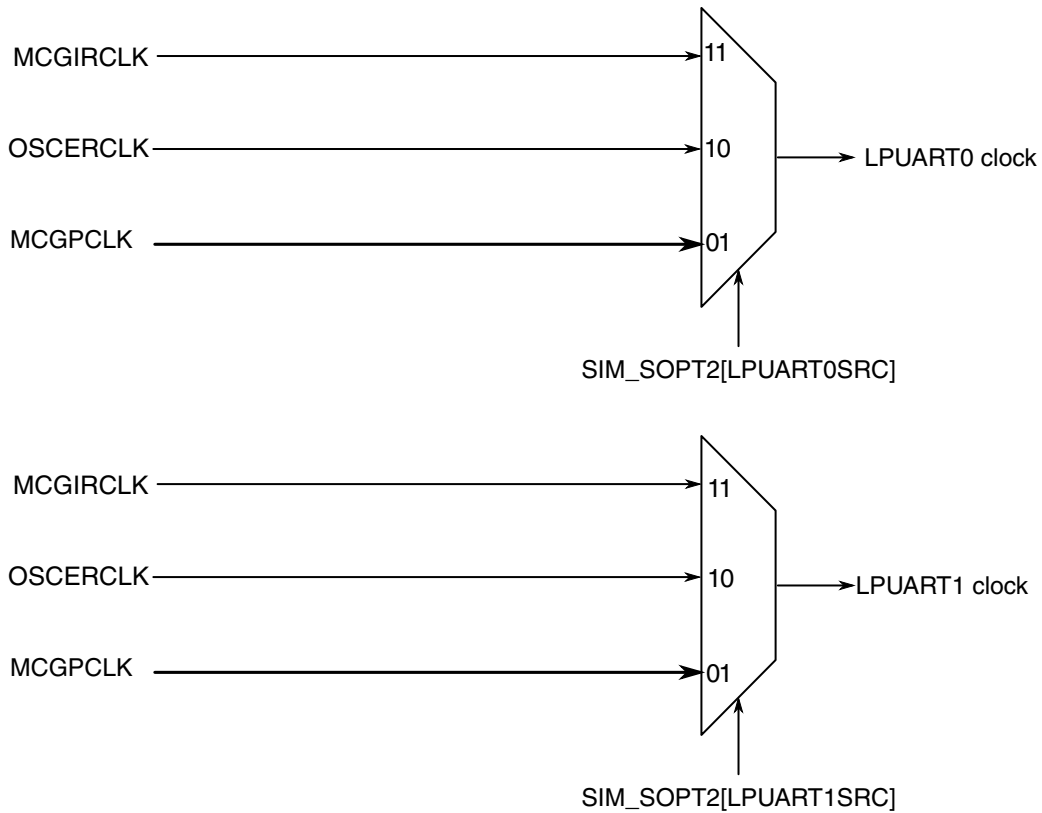 MCGIRCLK
11
OSCERCLK
10
LPUART0 clock
MCGPCLK
01
SIM_SOPT2[LPUART0SRC]
MCGIRCLK
11
OSCERCLK
10
LPUART1 clock
MCGPCLK
01
SIM_SOPT2[LPUART1SRC]